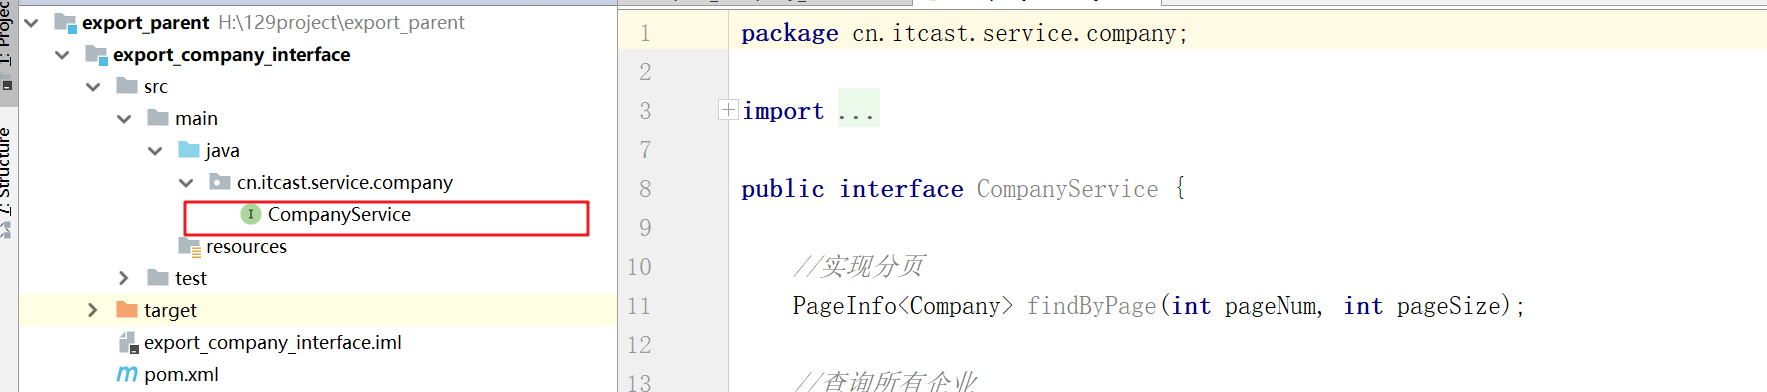 1: Project
7: Structure
export_parent H:\129project\export_parent
export_company_interface
src
main
java
cn.itcast.service.company
CompanyService
resources
test
target
export_company_interface.iml
pom.xml
1 package cn.itcast.service.company;
2
3 import ...
7
8 public interface CompanyService {
9
10 //实现分页
11 PageInfo<Company> findByPage(int pageNum, int pageSize);
12
13 //查询所有企业